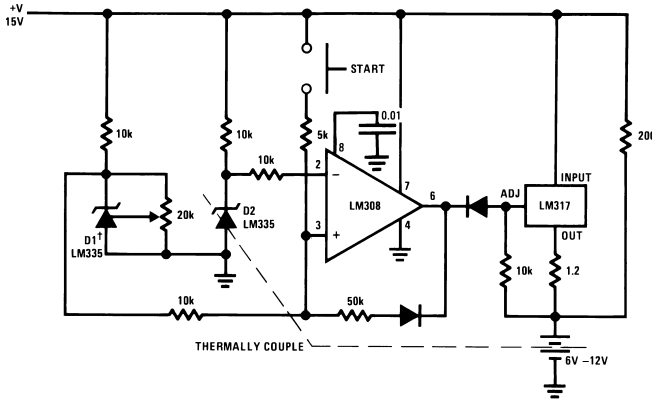 +V
15V
START
10k
10k
5k
0.01
200
8
10k
2
−
7
INPUT
6
ADJ
LM317
20k
D2
LM335
LM308
D1†
LM335
3
+
4
OUT
10k
1.2
10k
50k
THERMALLY COUPLE
6V −12V